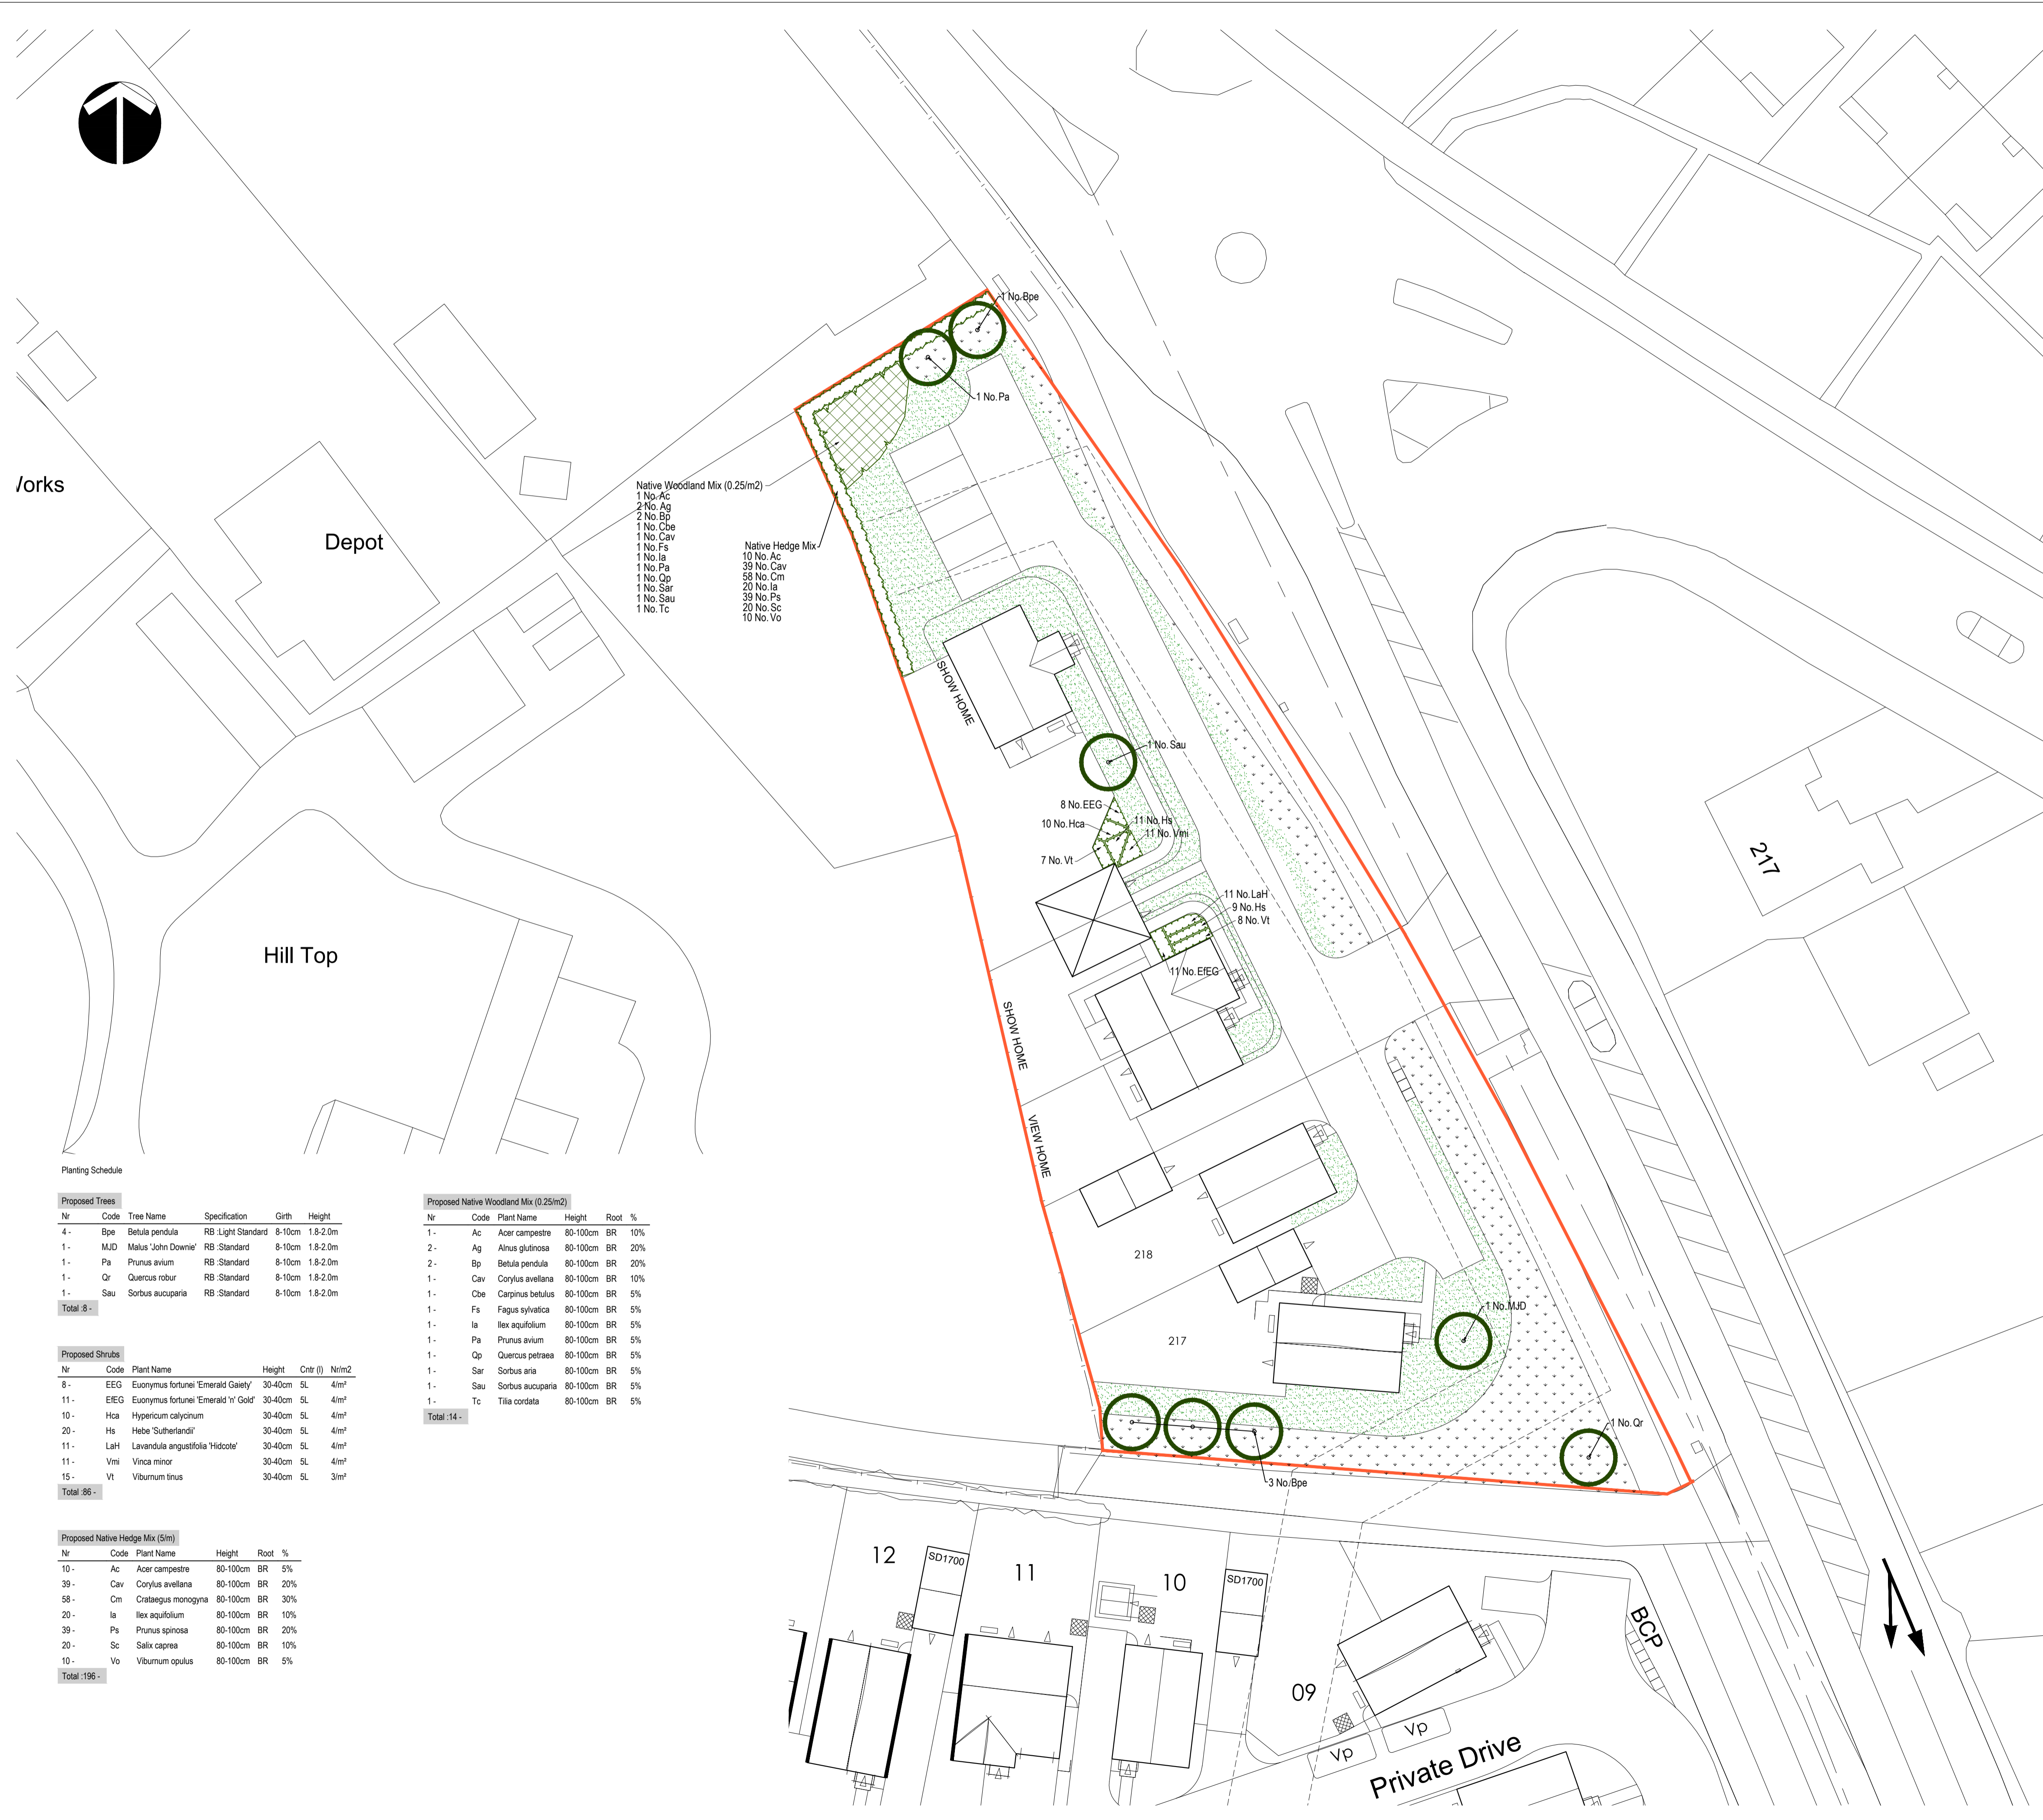 1 No. Bpe
1 No. Pa
Works
Depot
Native Woodland Mix (0.25/m2)
1 No. Ac
2 No. Ag
2 No. Bp
1 No. Cbe
1 No. Cav
1 No. Fs
1 No. Ia
1 No. Pa
1 No. Qp
1 No. Sar
1 No. Sau
1 No. Tc
Native Hedge Mix
10 No. Ac
39 No. Cav
58 No. Cm
20 No. Ia
39 No. Ps
20 No. Sc
10 No. Vo
SHOW HOME
1 No. Sau
8 No. EEG
10 No. Hca
11 No. Hs
11 No. Vmi
7 No. Vt
217
11 No. LaH
9 No. Hs
8 No. Vt
11 No. EfEG
Hill Top
SHOW HOME
VIEW HOME
218
217
1 No. MJD
1 No. Qr
3 No. Bpe
Planting Schedule
Proposed Trees
Nr Code Tree Name Specification Girth Height
4 - Bpe Betula pendula RB :Light Standard 8-10cm 1.8-2.0m
1 - MJD Malus 'John Downie' RB :Standard 8-10cm 1.8-2.0m
1 - Pa Prunus avium RB :Standard 8-10cm 1.8-2.0m
1 - Qr Quercus robur RB :Standard 8-10cm 1.8-2.0m
1 - Sau Sorbus aucuparia RB :Standard 8-10cm 1.8-2.0m
Total :8 -
Proposed Shrubs
Nr Code Plant Name Height Cntr (l) Nr/m2
8 - EEG Euonymus fortunei 'Emerald Gaiety' 30-40cm 5L 4/m²
11 - EfEG Euonymus fortunei 'Emerald 'n' Gold' 30-40cm 5L 4/m²
10 - Hca Hypericum calycinum 30-40cm 5L 4/m²
20 - Hs Hebe 'Sutherlandii' 30-40cm 5L 4/m²
11 - LaH Lavandula angustifolia 'Hidcote' 30-40cm 5L 4/m²
11 - Vmi Vinca minor 30-40cm 5L 4/m²
15 - Vt Viburnum tinus 30-40cm 5L 3/m²
Total :86 -
Proposed Native Hedge Mix (5/m)
Nr Code Plant Name Height Root %
10 - Ac Acer campestre 80-100cm BR 5%
39 - Cav Corylus avellana 80-100cm BR 20%
58 - Cm Crataegus monogyna 80-100cm BR 30%
20 - Ia Ilex aquifolium 80-100cm BR 10%
39 - Ps Prunus spinosa 80-100cm BR 20%
20 - Sc Salix caprea 80-100cm BR 10%
10 - Vo Viburnum opulus 80-100cm BR 5%
Total :196 -
Proposed Native Woodland Mix (0.25/m2)
Nr Code Plant Name Height Root %
1 - Ac Acer campestre 80-100cm BR 10%
2 - Ag Alnus glutinosa 80-100cm BR 20%
2 - Bp Betula pendula 80-100cm BR 20%
1 - Cav Corylus avellana 80-100cm BR 10%
1 - Cbe Carpinus betulus 80-100cm BR 5%
1 - Fs Fagus sylvatica 80-100cm BR 5%
1 - Ia Ilex aquifolium 80-100cm BR 5%
1 - Pa Prunus avium 80-100cm BR 5%
1 - Qp Quercus petraea 80-100cm BR 5%
1 - Sar Sorbus aria 80-100cm BR 5%
1 - Sau Sorbus aucuparia 80-100cm BR 5%
1 - Tc Tilia cordata 80-100cm BR 5%
Total :14 -
12
SD1700
11
10
SD1700
09
BCP
Vp
Vp
Private Drive